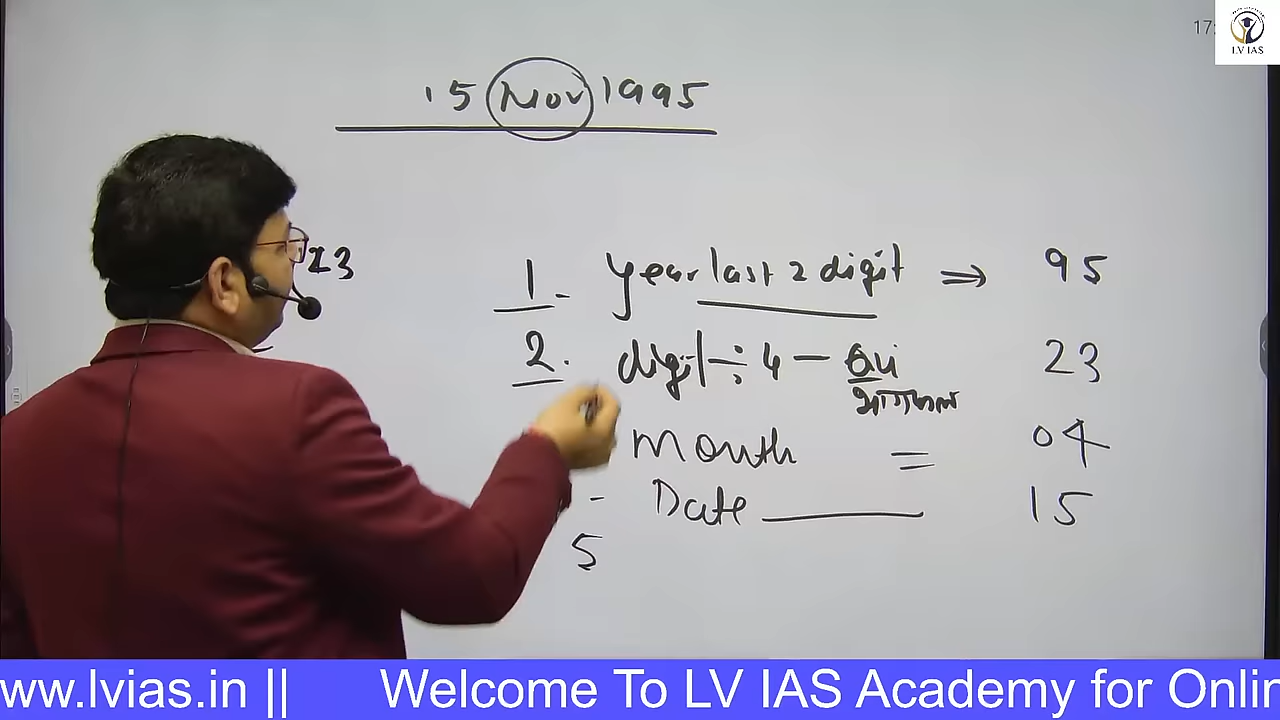 17:
LV IAS
15 Nov 1995
1- Year last 2 digit ⇒ 95
23
2. digit ÷ 4 — Qu 23
भागफल
Month = 04
- Date 15
5
ww.lvias.in || Welcome To LV IAS Academy for Onlin